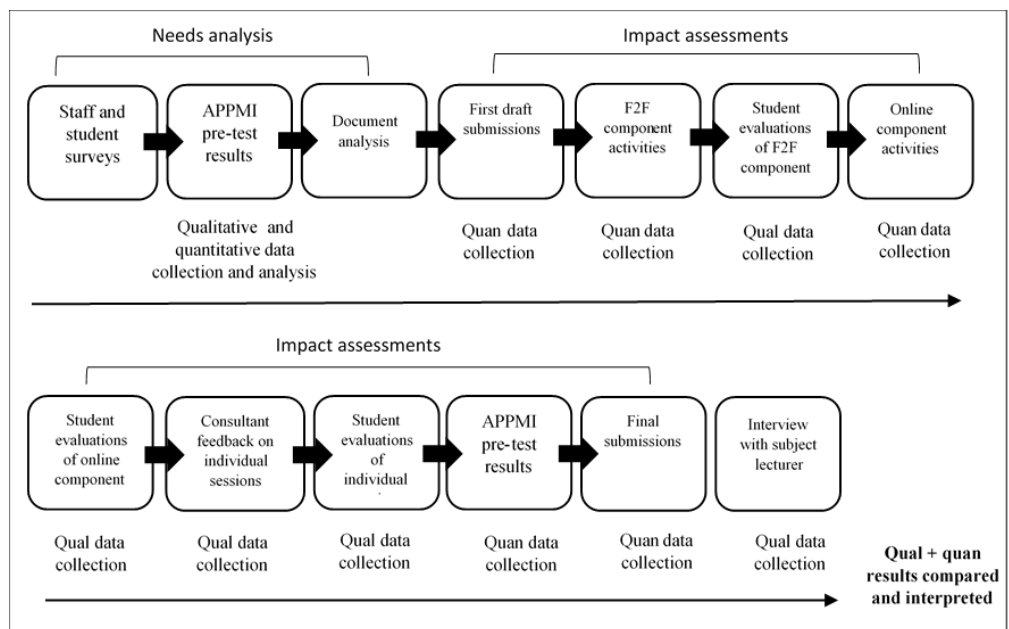 Needs analysis
Impact assessments
Staff and
student
surveys
APPMI
pre-test
results
Document
analysis
First draft
submissions
F2F
component
activities
Student
evaluations
of F2F
component
Online
component
activities
Qualitative and
quantitative data
collection and analysis
Quan data
collection
Quan data
collection
Qual data
collection
Quan data
collection
Impact assessments
Student
evaluations
of online
component
Consultant
feedback on
individual
sessions
Student
evaluations
of
individual
APPMI
pre-test
results
Final
submissions
Interview
with subject
lecturer
Qual data
collection
Qual data
collection
Qual data
collection
Quan data
collection
Quan data
collection
Qual data
collection
Qual + quan
results compared
and interpreted